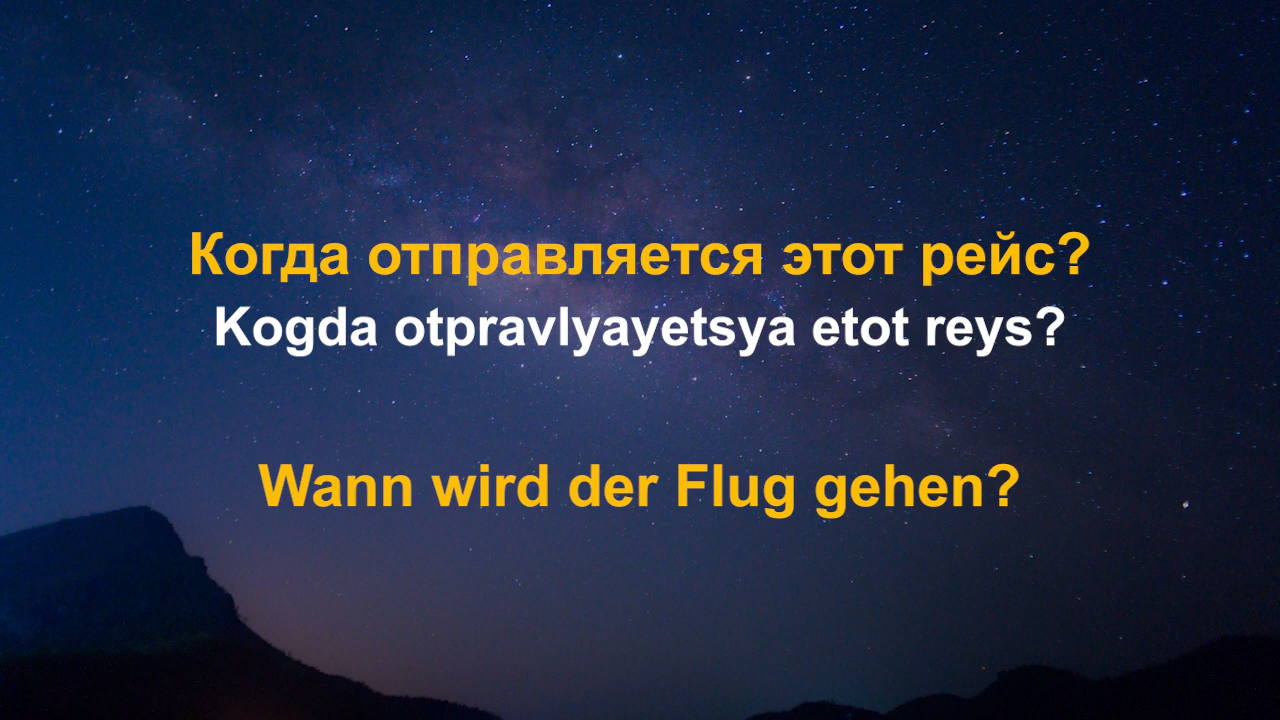 Когда отправляется этот рейс?
Kogda otpravlyayetsya etot reys?
Wann wird der Flug gehen?